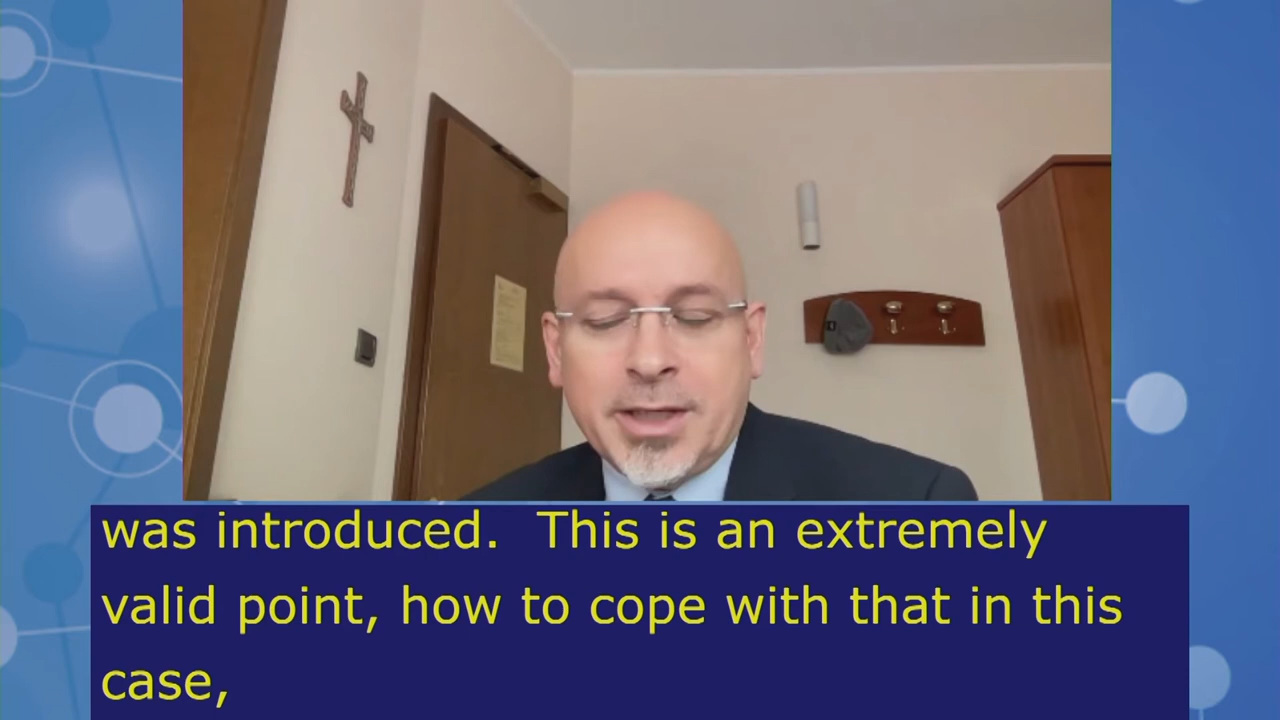 was introduced.  This is an extremely
valid point, how to cope with that in this
case,